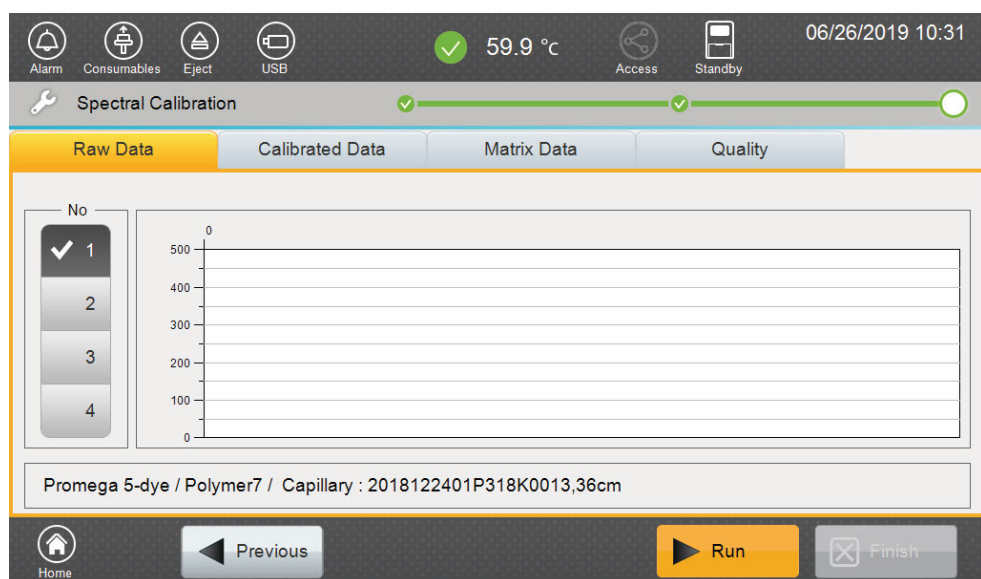 06/26/2019 10:31
59.9 °c
Alarm Consumables Eject USB Access Standby
Spectral Calibration
Raw Data Calibrated Data Matrix Data Quality
No
1
2
3
4
0
500
400
300
200
100
0
Promega 5-dye / Polymer7 / Capillary : 2018122401P318K0013,36cm
Home
Previous
Run
Finish